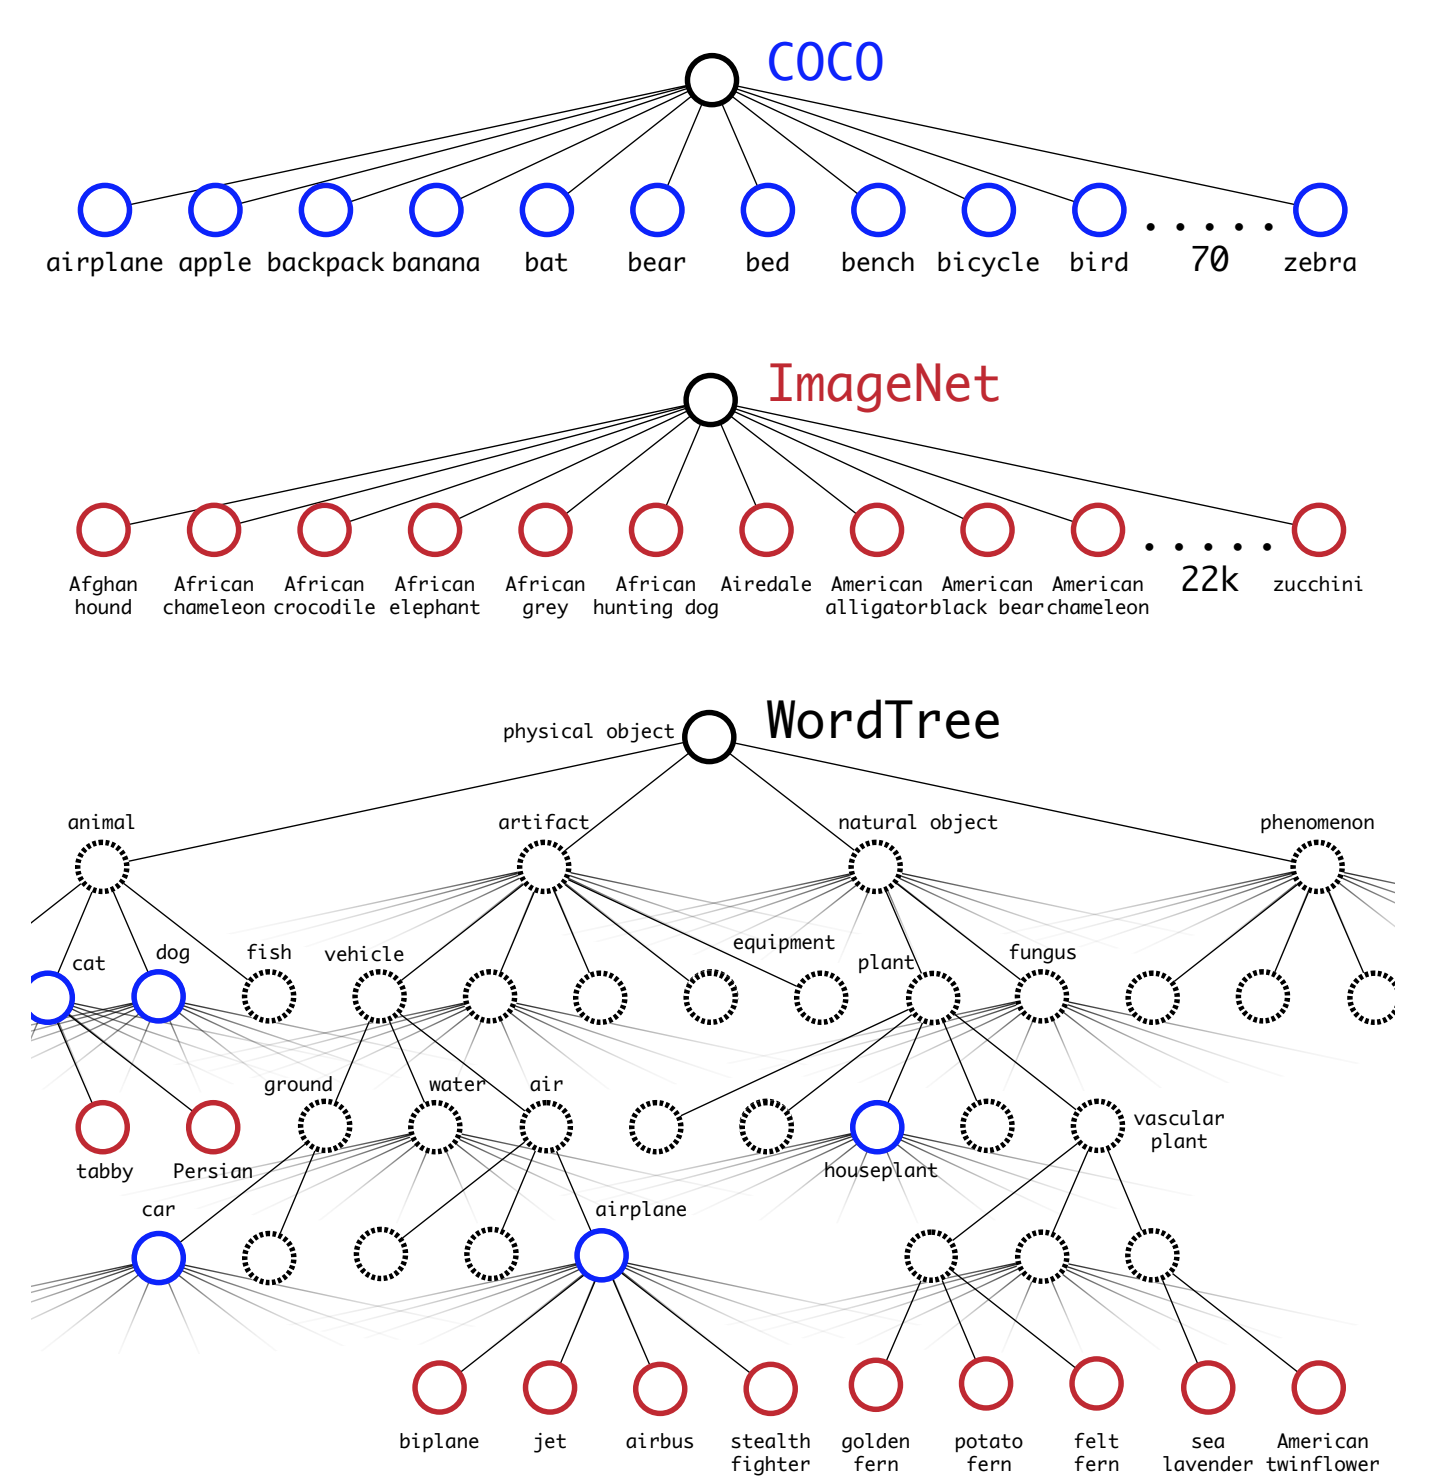 COCO
airplane apple backpack banana bat bear bed bench bicycle bird 70 zebra
ImageNet
Afghan African African African African African Airedale American American American 22k zucchini
hound chameleon crocodile elephant grey hunting dog alligator black bear chameleon
WordTree
physical object
animal artifact natural object phenomenon
cat dog fish vehicle equipment plant fungus
ground water air vascular
plant
tabby Persian houseplant
car airplane
biplane jet airbus stealth golden potato felt sea American
fighter fern fern fern lavender twinflower